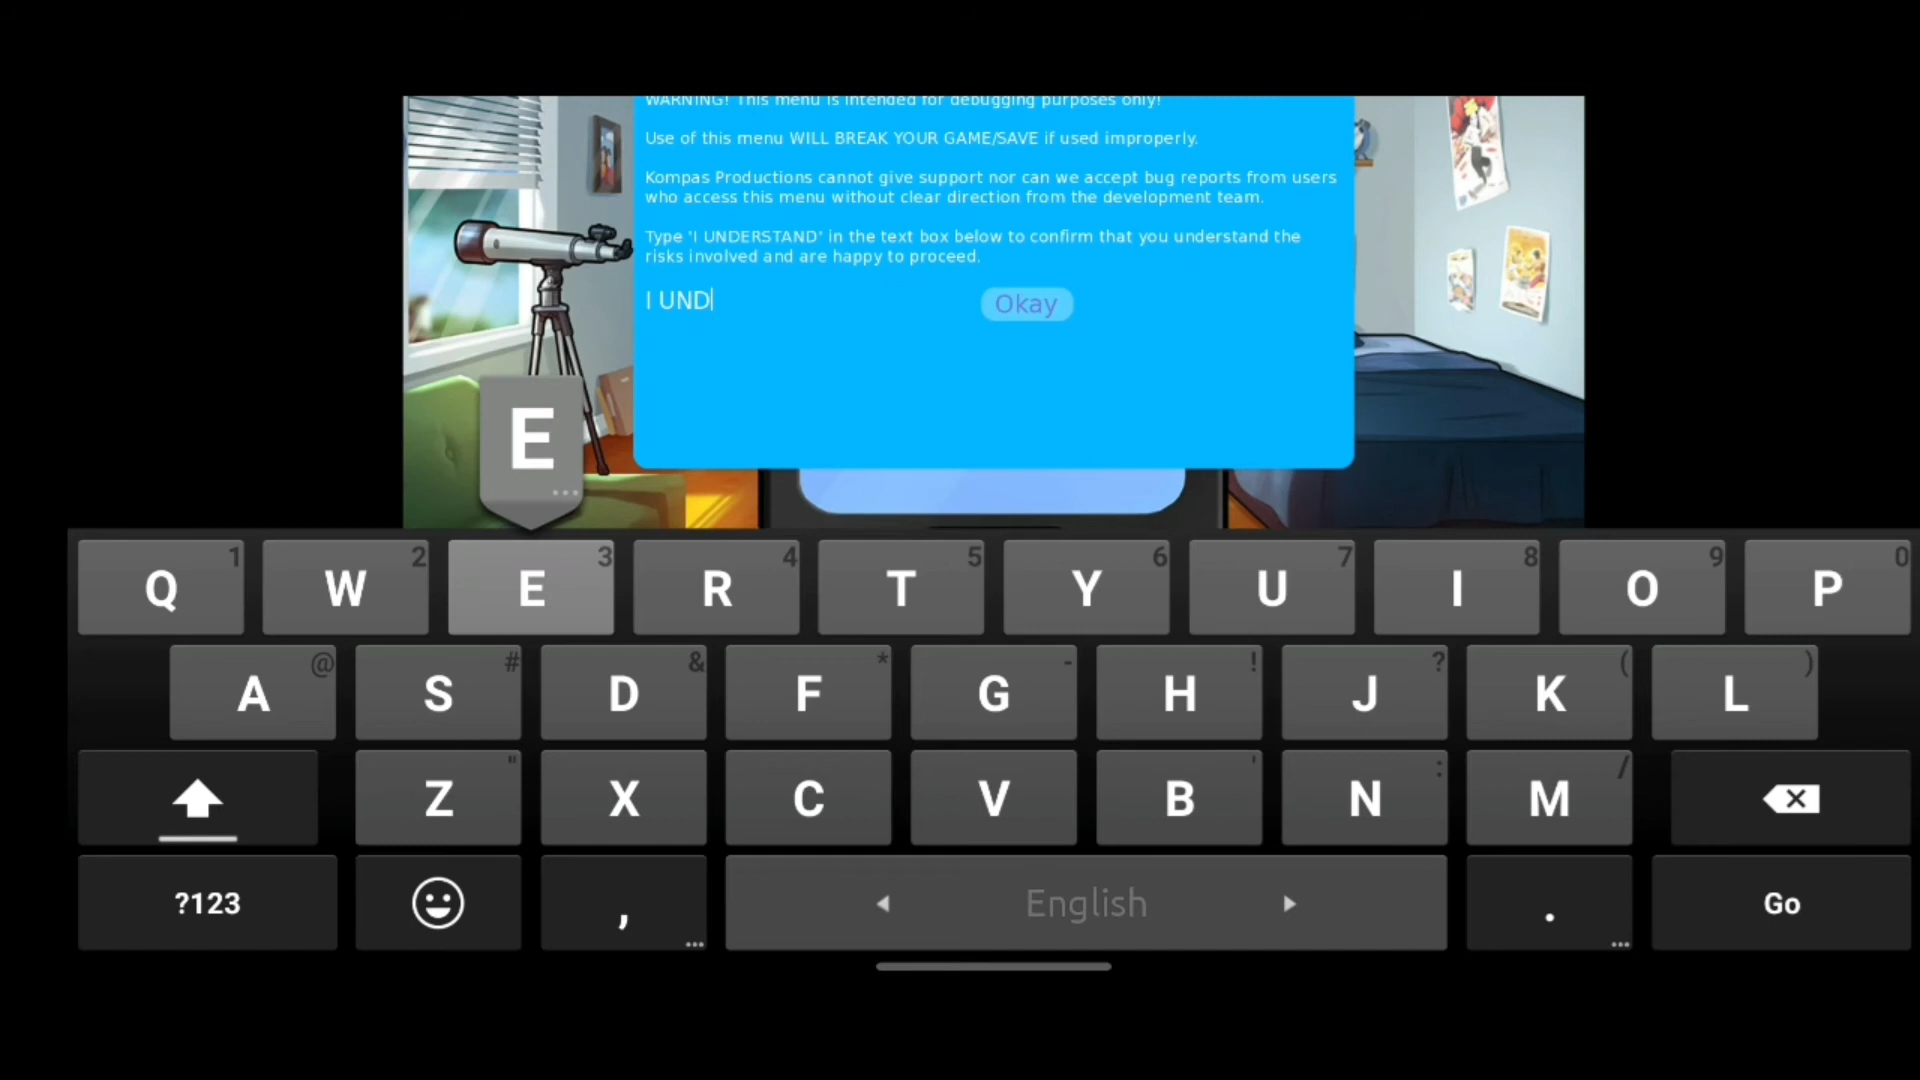 WARNING! This menu is intended for debugging purposes only!
Use of this menu WILL BREAK YOUR GAME/SAVE if used improperly.
Kompas Productions cannot give support nor can we accept bug reports from users
who access this menu without clear direction from the development team.
Type 'I UNDERSTAND' in the text box below to confirm that you understand the
risks involved and are happy to proceed.
I UND
Okay
E
Q 1 W 2 E 3 R 4 T 5 Y 6 U 7 I 8 O 9 P 0
A @ S # D & F * G - H ! J ? K ( L )
Z " X C V B ' N : M /
?123 , English . Go